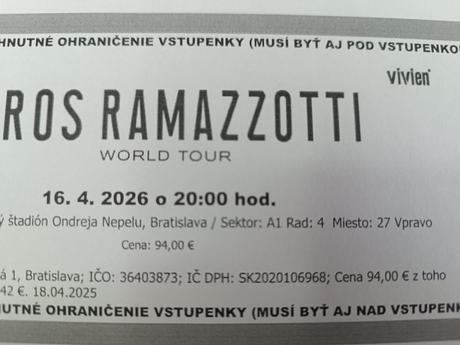 HNUTNÉ OHRANIČENIE VSTUPENKY (MUSÍ BYŤ AJ POD VSTUPENKO
vivien
ROS RAMAZZOTTI
WORLD TOUR
16. 4. 2026 o 20:00 hod.
ý štadión Ondreja Nepelu, Bratislava / Sektor: A1 Rad: 4 Miesto: 27 Vpravo
Cena: 94,00 €
á 1, Bratislava; IČO: 36403873; IČ DPH: SK2020106968; Cena 94,00 € z toho
42 €. 18.04.2025
NUTNÉ OHRANIČENIE VSTUPENKY (MUSÍ BYŤ AJ NAD VSTUPENK